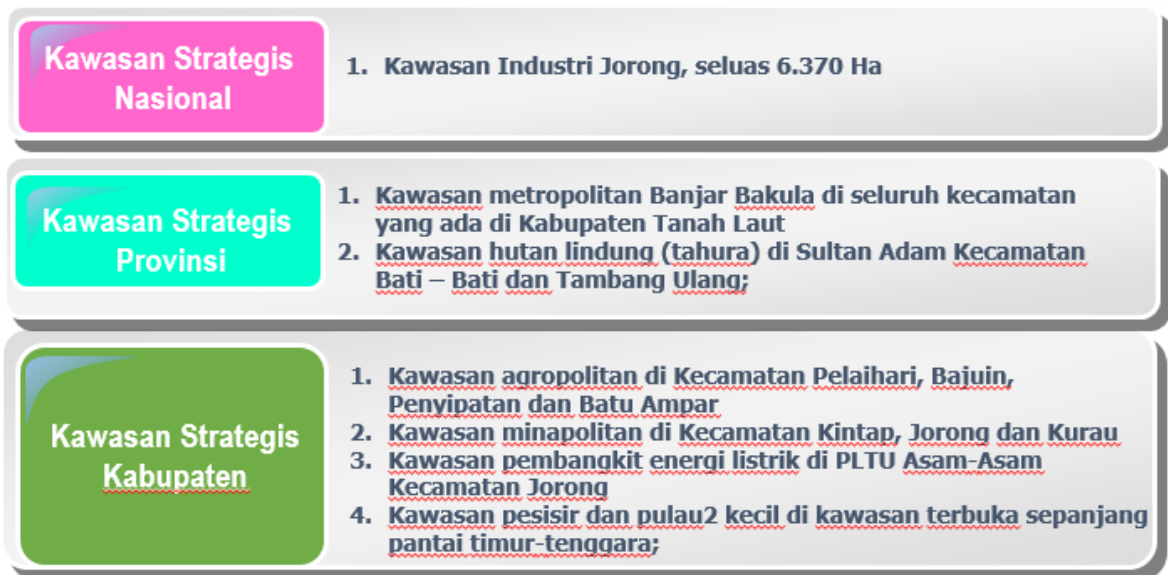 Kawasan Strategis
Nasional
1. Kawasan Industri Jorong, seluas 6.370 Ha
Kawasan Strategis
Provinsi
1. Kawasan metropolitan Banjar Bakula di seluruh kecamatan
yang ada di Kabupaten Tanah Laut
2. Kawasan hutan lindung (tahura) di Sultan Adam Kecamatan
Bati – Bati dan Tambang Ulang;
Kawasan Strategis
Kabupaten
1. Kawasan agropolitan di Kecamatan Pelaihari, Bajuin,
Penyipatan dan Batu Ampar
2. Kawasan minapolitan di Kecamatan Kintap, Jorong dan Kurau
3. Kawasan pembangkit energi listrik di PLTU Asam-Asam
Kecamatan Jorong
4. Kawasan pesisir dan pulau2 kecil di kawasan terbuka sepanjang
pantai timur-tenggara;